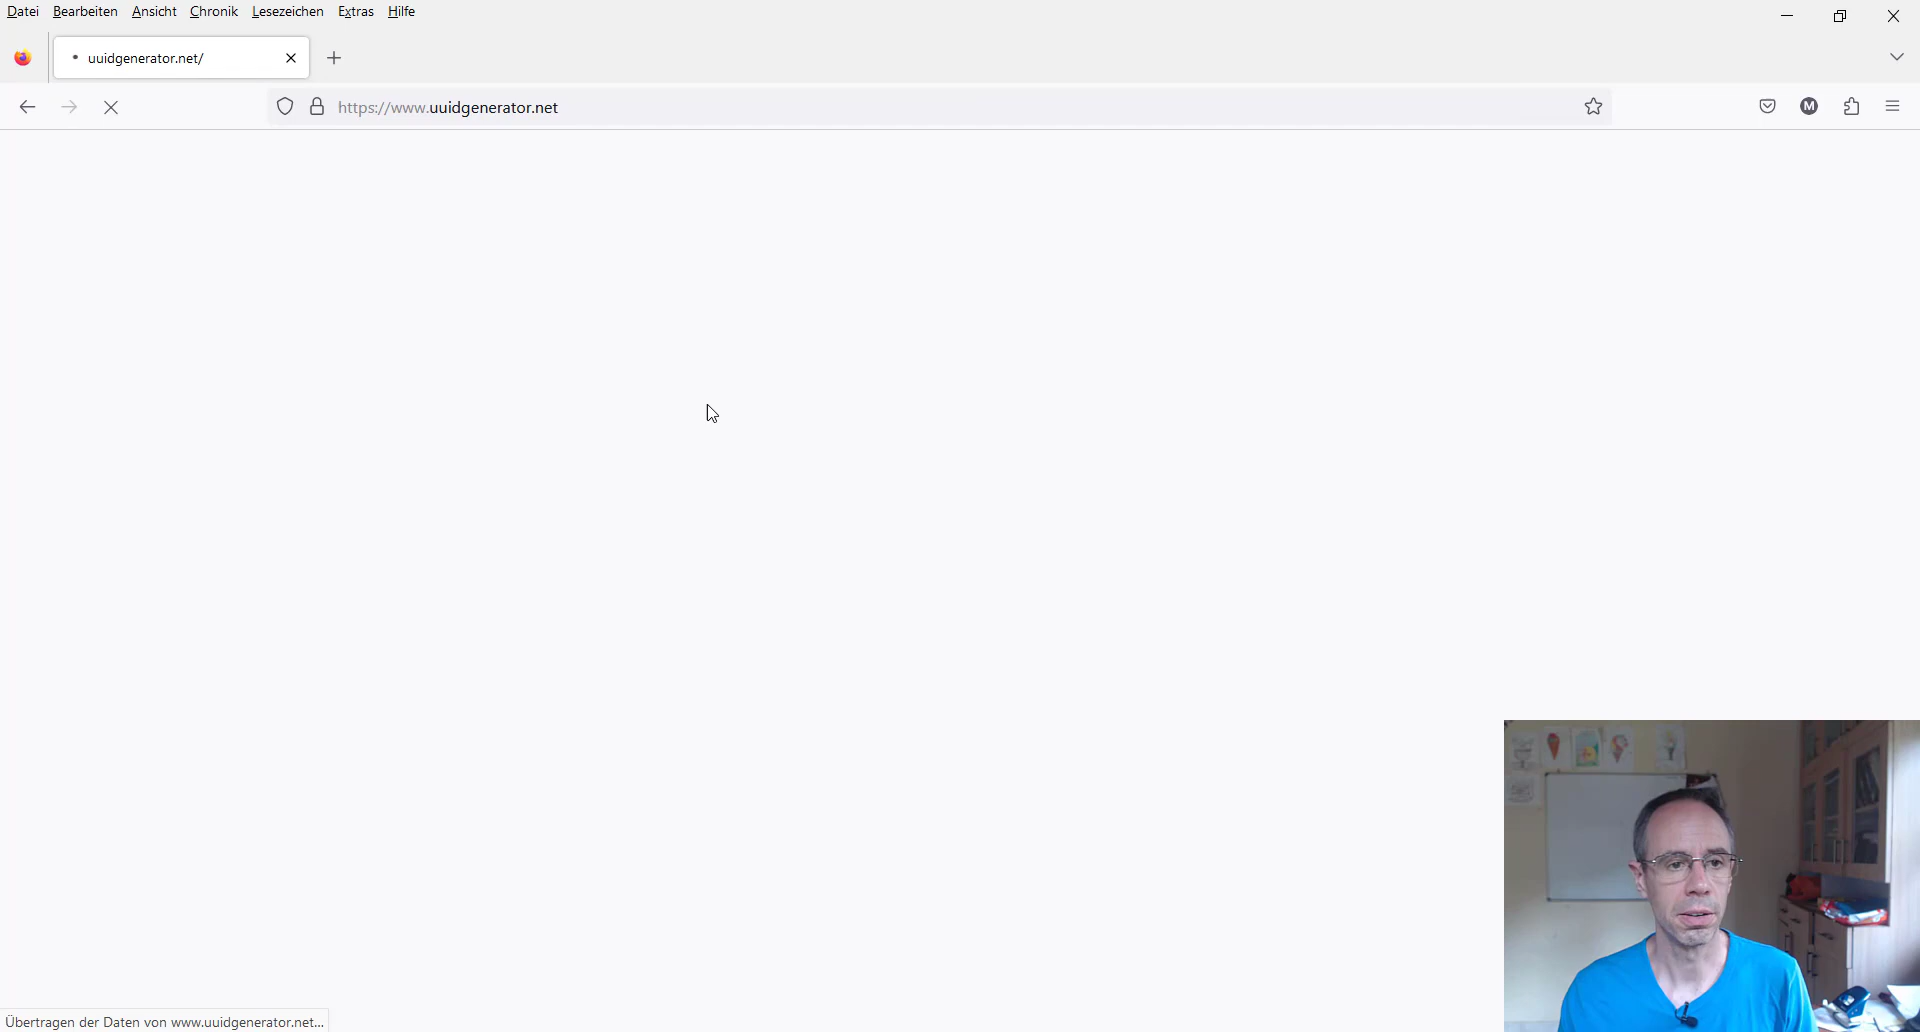 Datei Bearbeiten Ansicht Chronik Lesezeichen Extras Hilfe
uuidgenerator.net/
https://www.uuidgenerator.net
M
Übertragen der Daten von www.uuidgenerator.net...